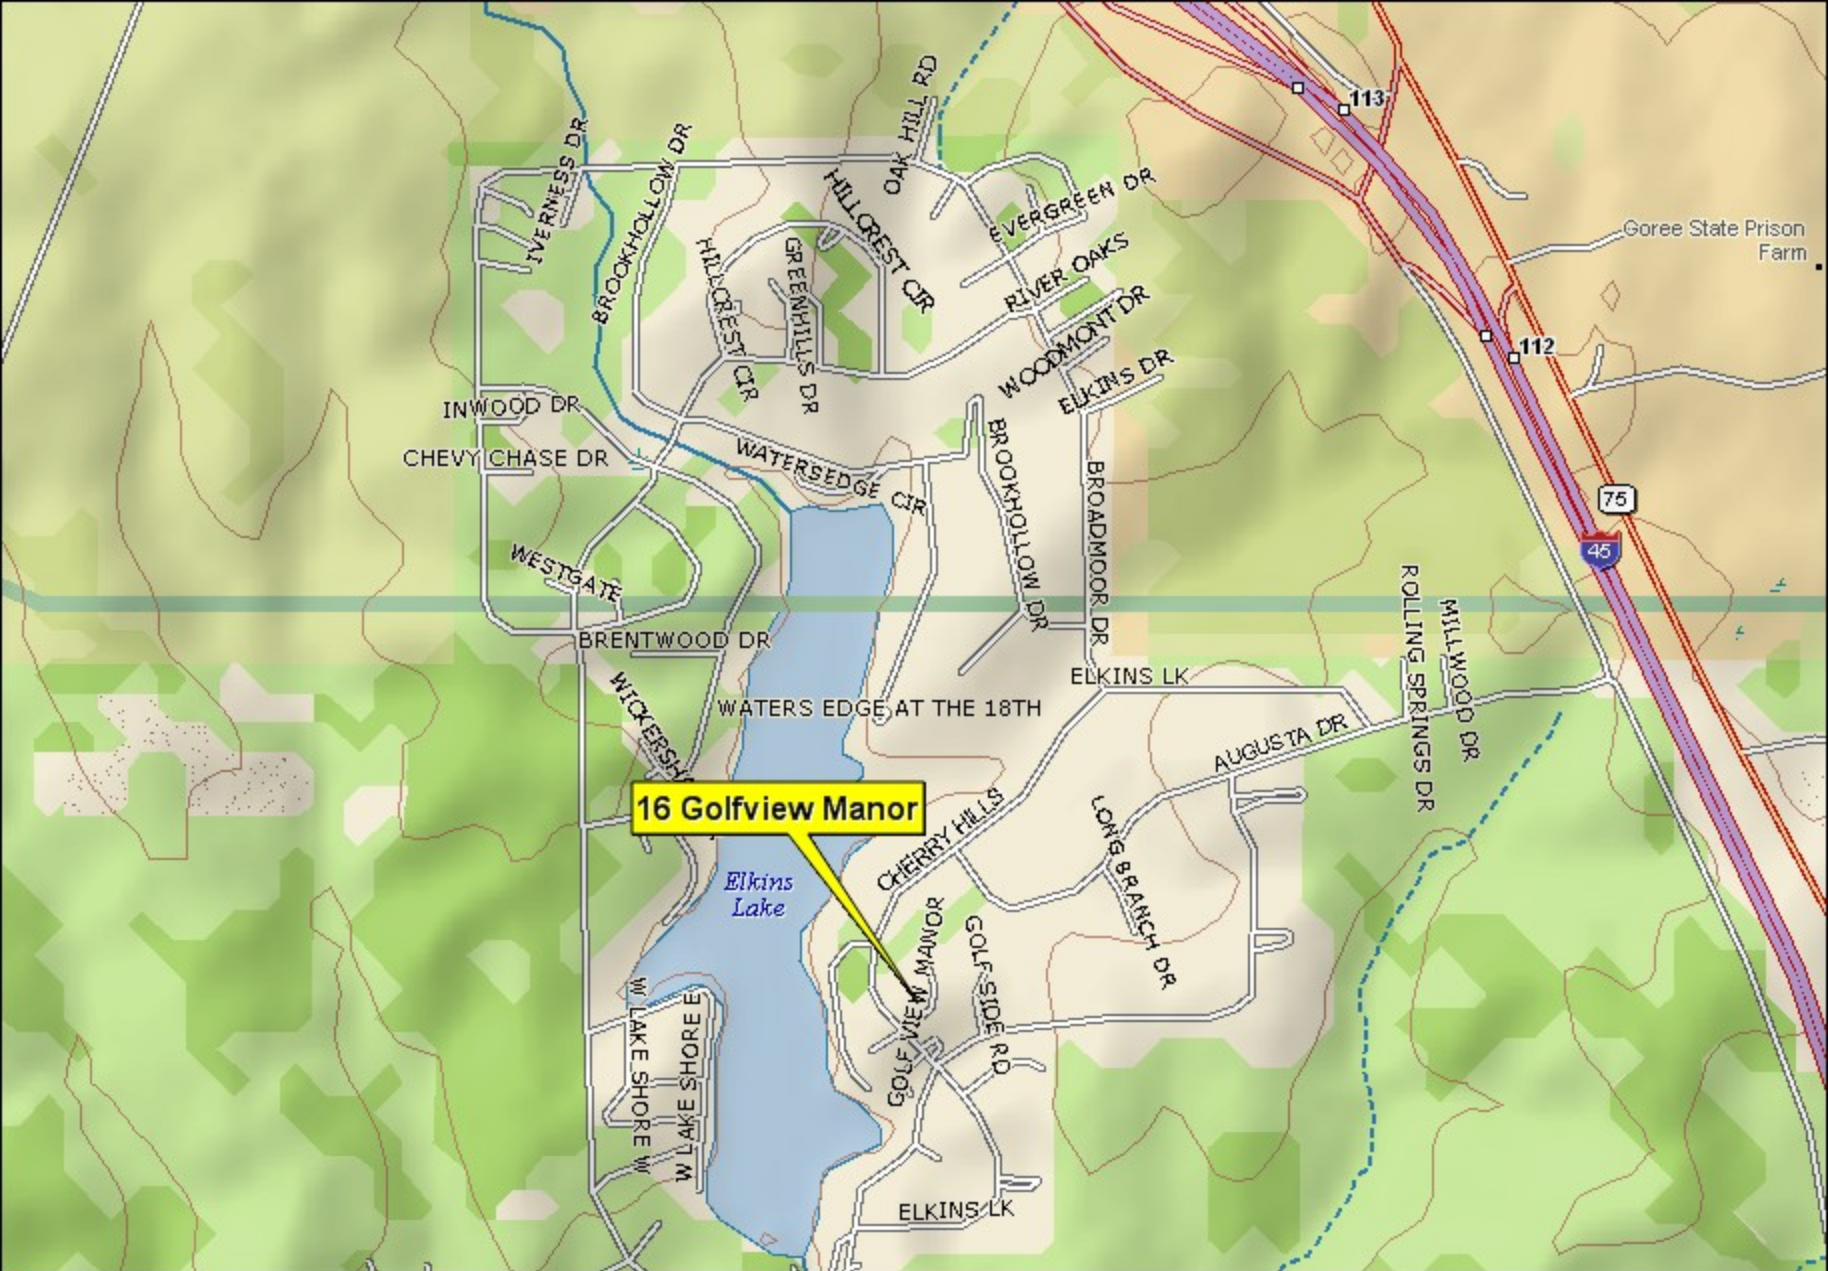 OAK HILL RD
113
IVERNESS DR
BROOKHOLLOW DR
HILLCREST CIR
EVERGREEN DR
Goree State Prison
Farm
HILLCREST CIR
GREENHILLS DR
RIVER OAKS
WOODMONT DR
112
ELKINS DR
INWOOD DR
CHEVY CHASE DR
WATERSEDGE CIR
BROOKHOLLOW DR
BROADMOOR DR
75
45
WESTGATE
BRENTWOOD DR
ROLLING SPRINGS DR
MILLWOOD DR
ELKINS LK
WICKERSH
WATERS EDGE AT THE 18TH
AUGUSTA DR
16 Golfview Manor
CHERRY HILLS
LONG BRANCH DR
Elkins
Lake
GOLF VIEW MANOR
GOLF SIDE RD
W LAKE SHORE W
W LAKE SHORE E
ELKINS LK